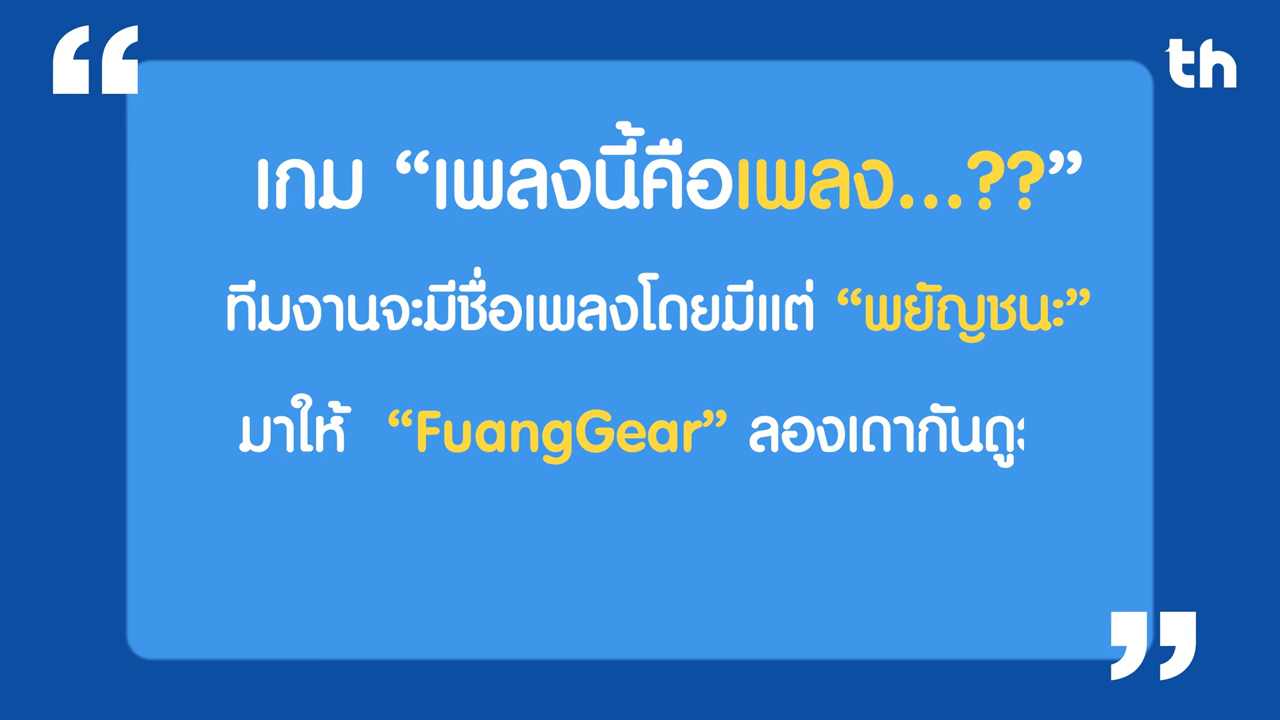 th
เกม “เพลงนี้คือเพลง...??”
ทีมงานจะมีชื่อเพลงโดยมีแต่ “พยัญชนะ”
มาให้ “FuangGear” ลองเดากันดู